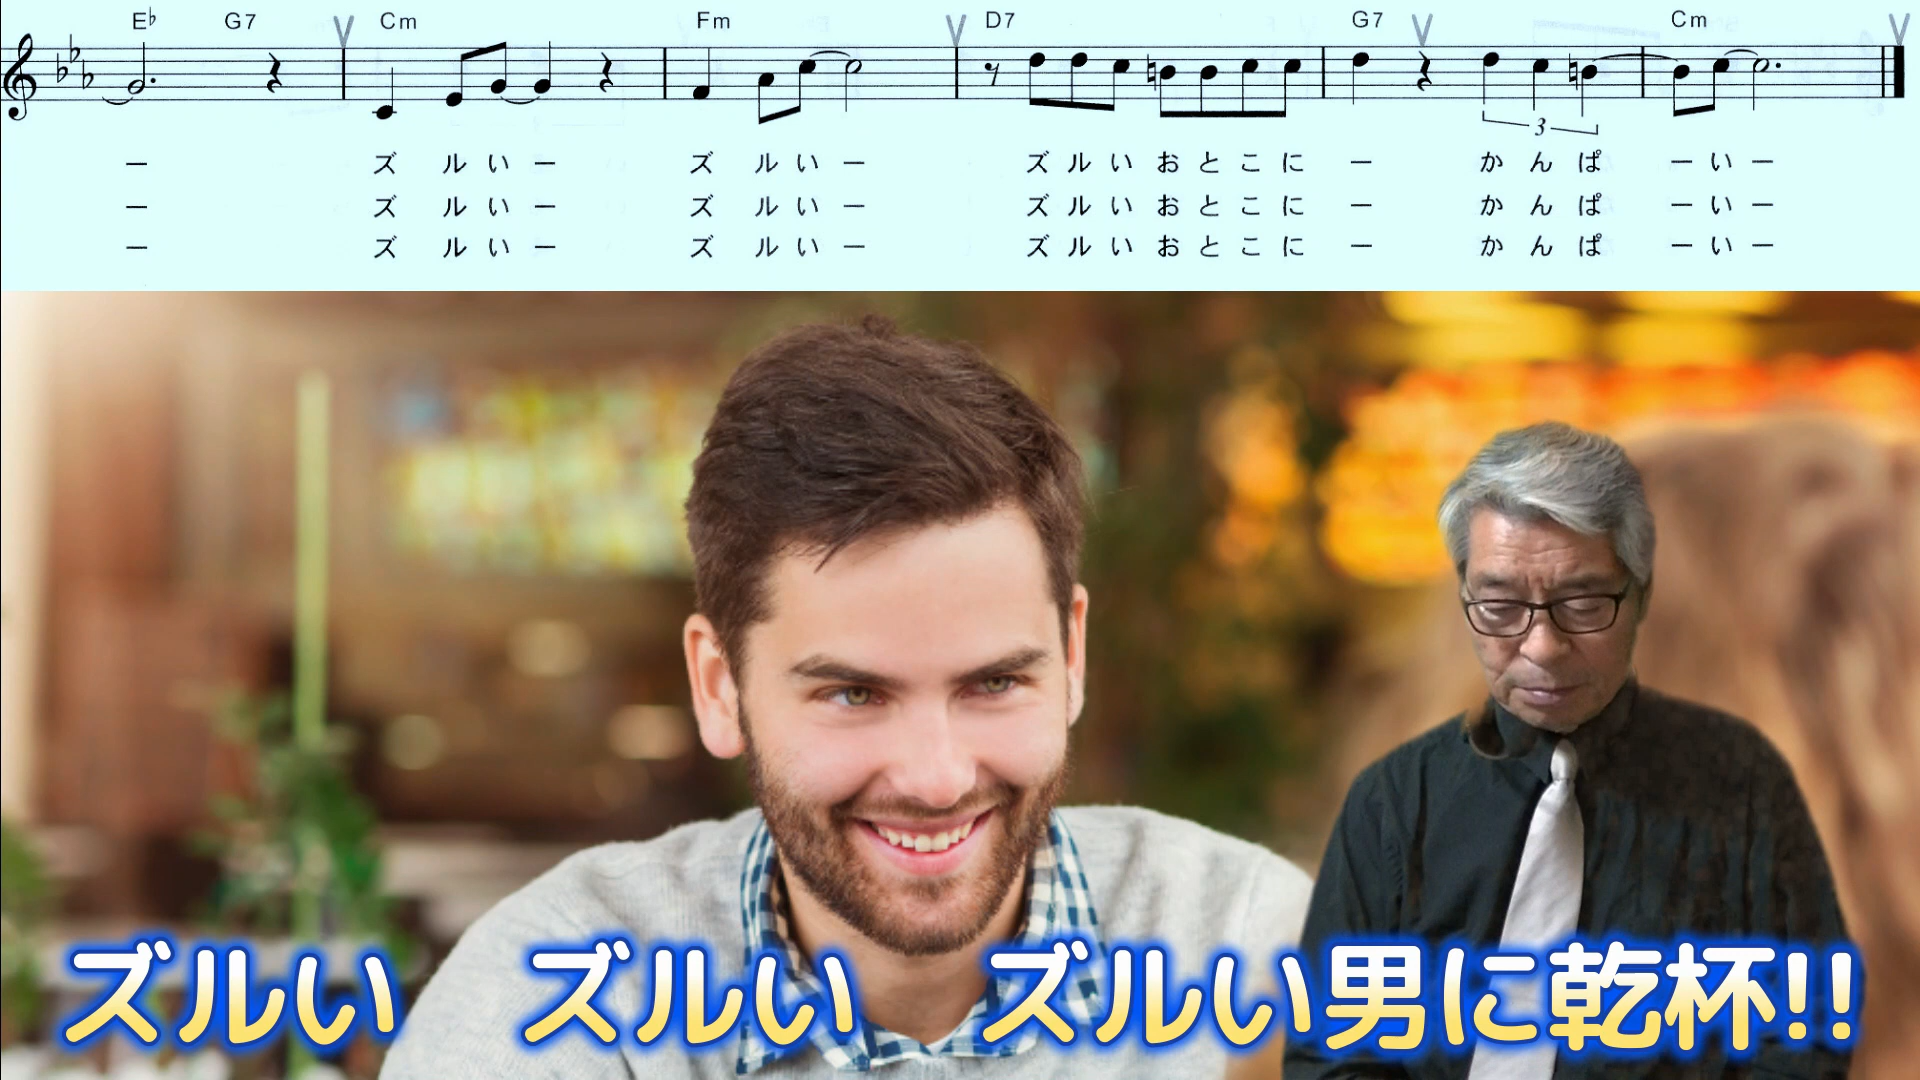 E♭ G7 Cm Fm D7 G7 Cm
3
ー ズルいー ズルいー ズルいおとこにー かんぱーいー
ー ズルいー ズルいー ズルいおとこにー かんぱーいー
ー ズルいー ズルいー ズルいおとこにー かんぱーいー
ズルい ズルい ズルい男に乾杯!!